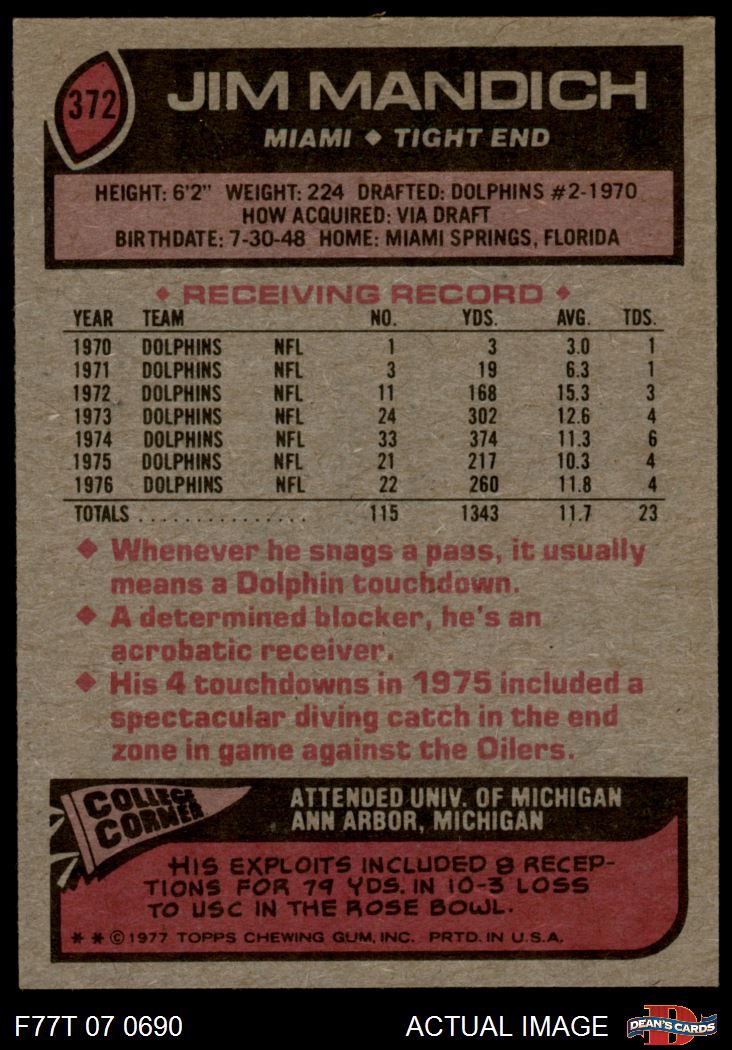 372
JIM MANDICH
MIAMI ◆ TIGHT END
HEIGHT: 6'2" WEIGHT: 224 DRAFTED: DOLPHINS #2-1970
HOW ACQUIRED: VIA DRAFT
BIRTHDATE: 7-30-48 HOME: MIAMI SPRINGS, FLORIDA
◆ RECEIVING RECORD ◆
YEAR TEAM NO. YDS. AVG. TDS.
1970 DOLPHINS NFL 1 3 3.0 1
1971 DOLPHINS NFL 3 19 6.3 1
1972 DOLPHINS NFL 11 168 15.3 3
1973 DOLPHINS NFL 24 302 12.6 4
1974 DOLPHINS NFL 33 374 11.3 6
1975 DOLPHINS NFL 21 217 10.3 4
1976 DOLPHINS NFL 22 260 11.8 4
TOTALS ................ 115 1343 11.7 23
◆ Whenever he snags a pass, it usually
means a Dolphin touchdown.
◆ A determined blocker, he's an
acrobatic receiver.
◆ His 4 touchdowns in 1975 included a
spectacular diving catch in the end
zone in game against the Oilers.
COLLEGE
CORNER
ATTENDED UNIV. OF MICHIGAN
ANN ARBOR, MICHIGAN
HIS EXPLOITS INCLUDED 8 RECEP-
TIONS FOR 79 YDS. IN 10-3 LOSS
TO USC IN THE ROSE BOWL.
* * © 1977 TOPPS CHEWING GUM, INC. PRTD. IN U.S.A.
F77T 07 0690
ACTUAL IMAGE
D
DEAN'S CARDS